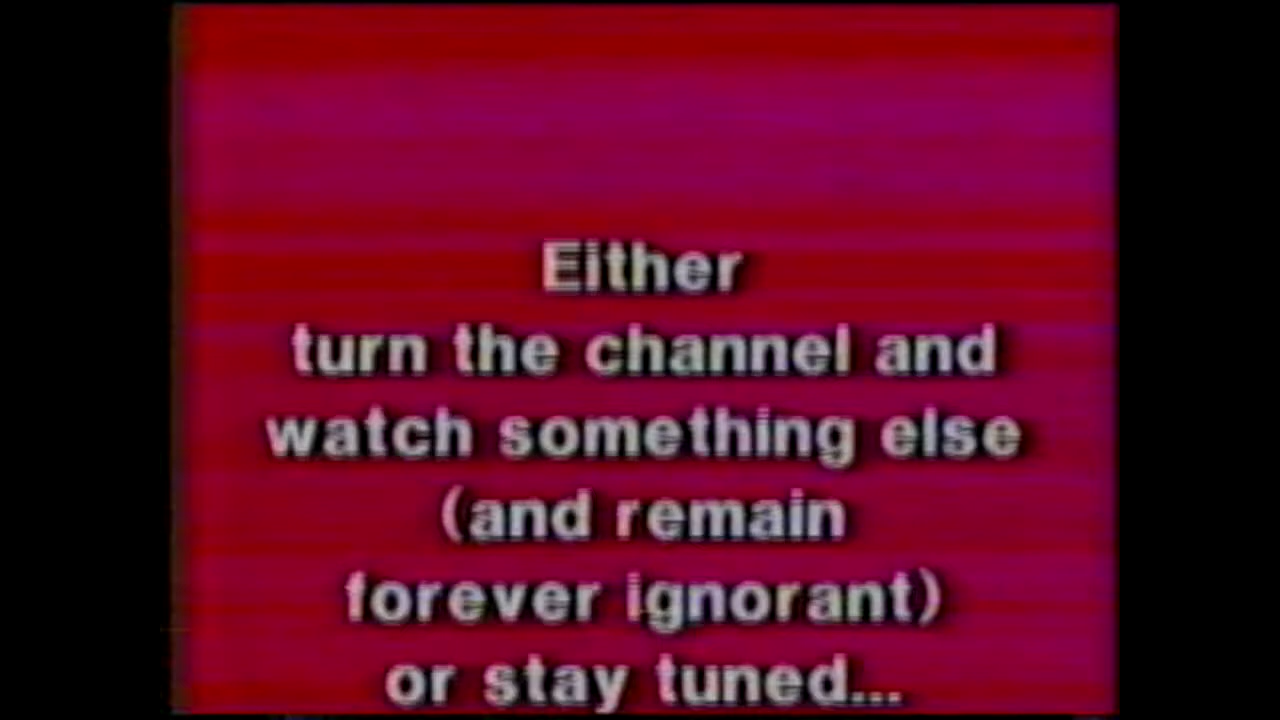 Either
turn the channel and
watch something else
(and remain
forever ignorant)
or stay tuned...